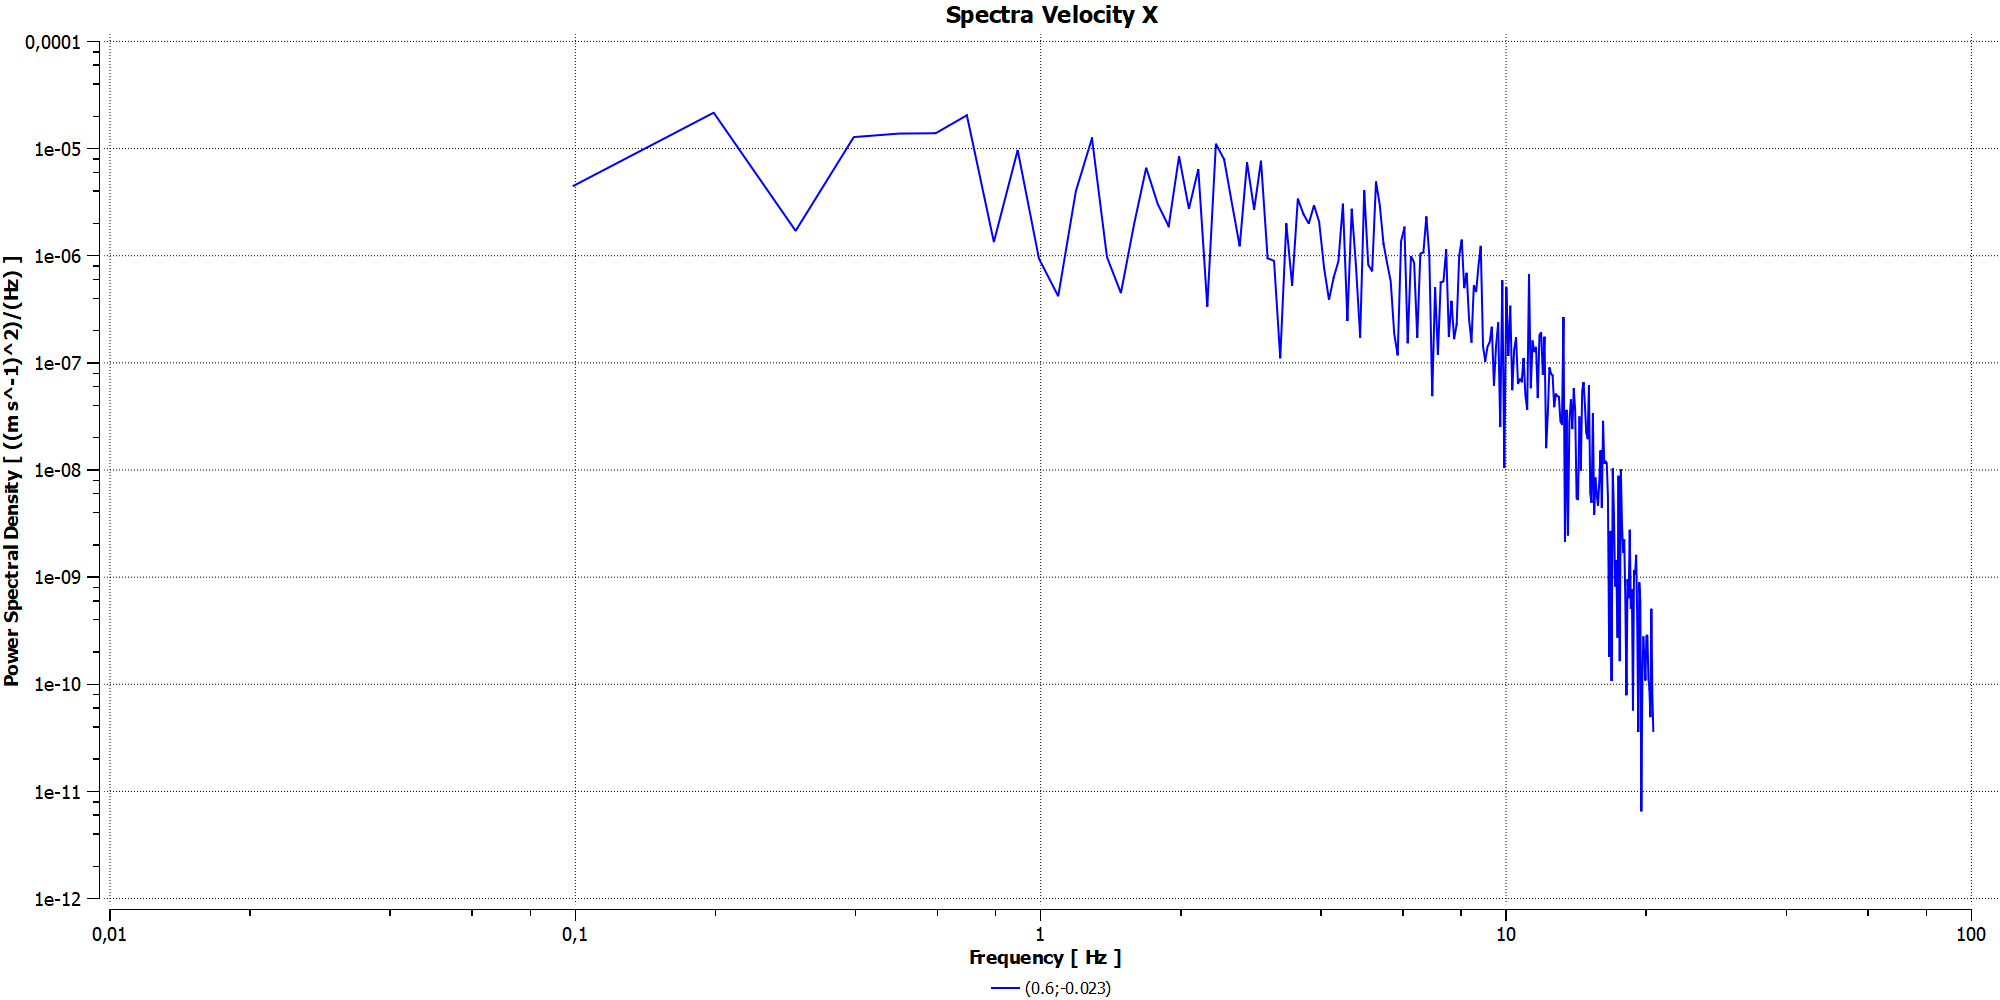 Spectra Velocity X
0,0001
1e-05
1e-06
1e-07
1e-08
1e-09
1e-10
1e-11
1e-12
Power Spectral Density [ ((m s^-1)^2)/(Hz) ]
0,01
0,1
1
10
100
Frequency [ Hz ]
(0.6;-0.023)